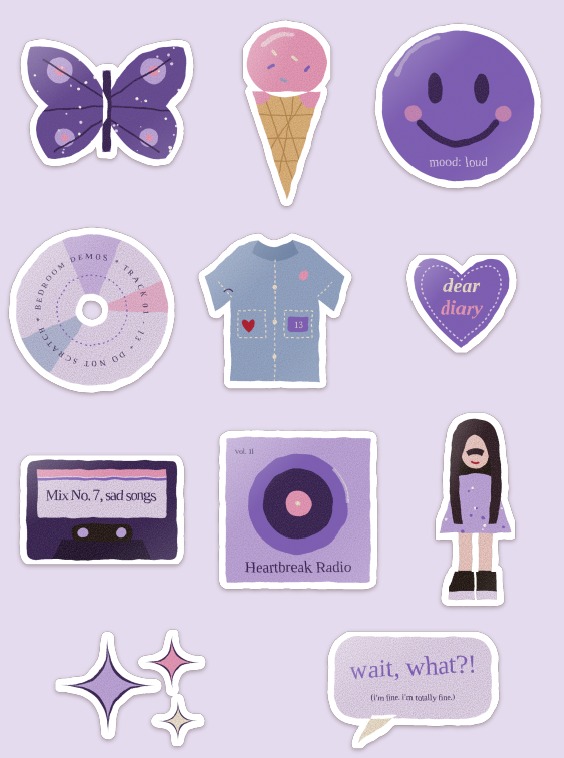 mood: loud
BEDROOM DEMOS • TRACK 01 - 13 • DO NOT SCRATCH •
13
dear
diary
Mix No. 7, sad songs
Vol. II
Heartbreak Radio
wait, what?!
(i'm fine. i'm totally fine.)